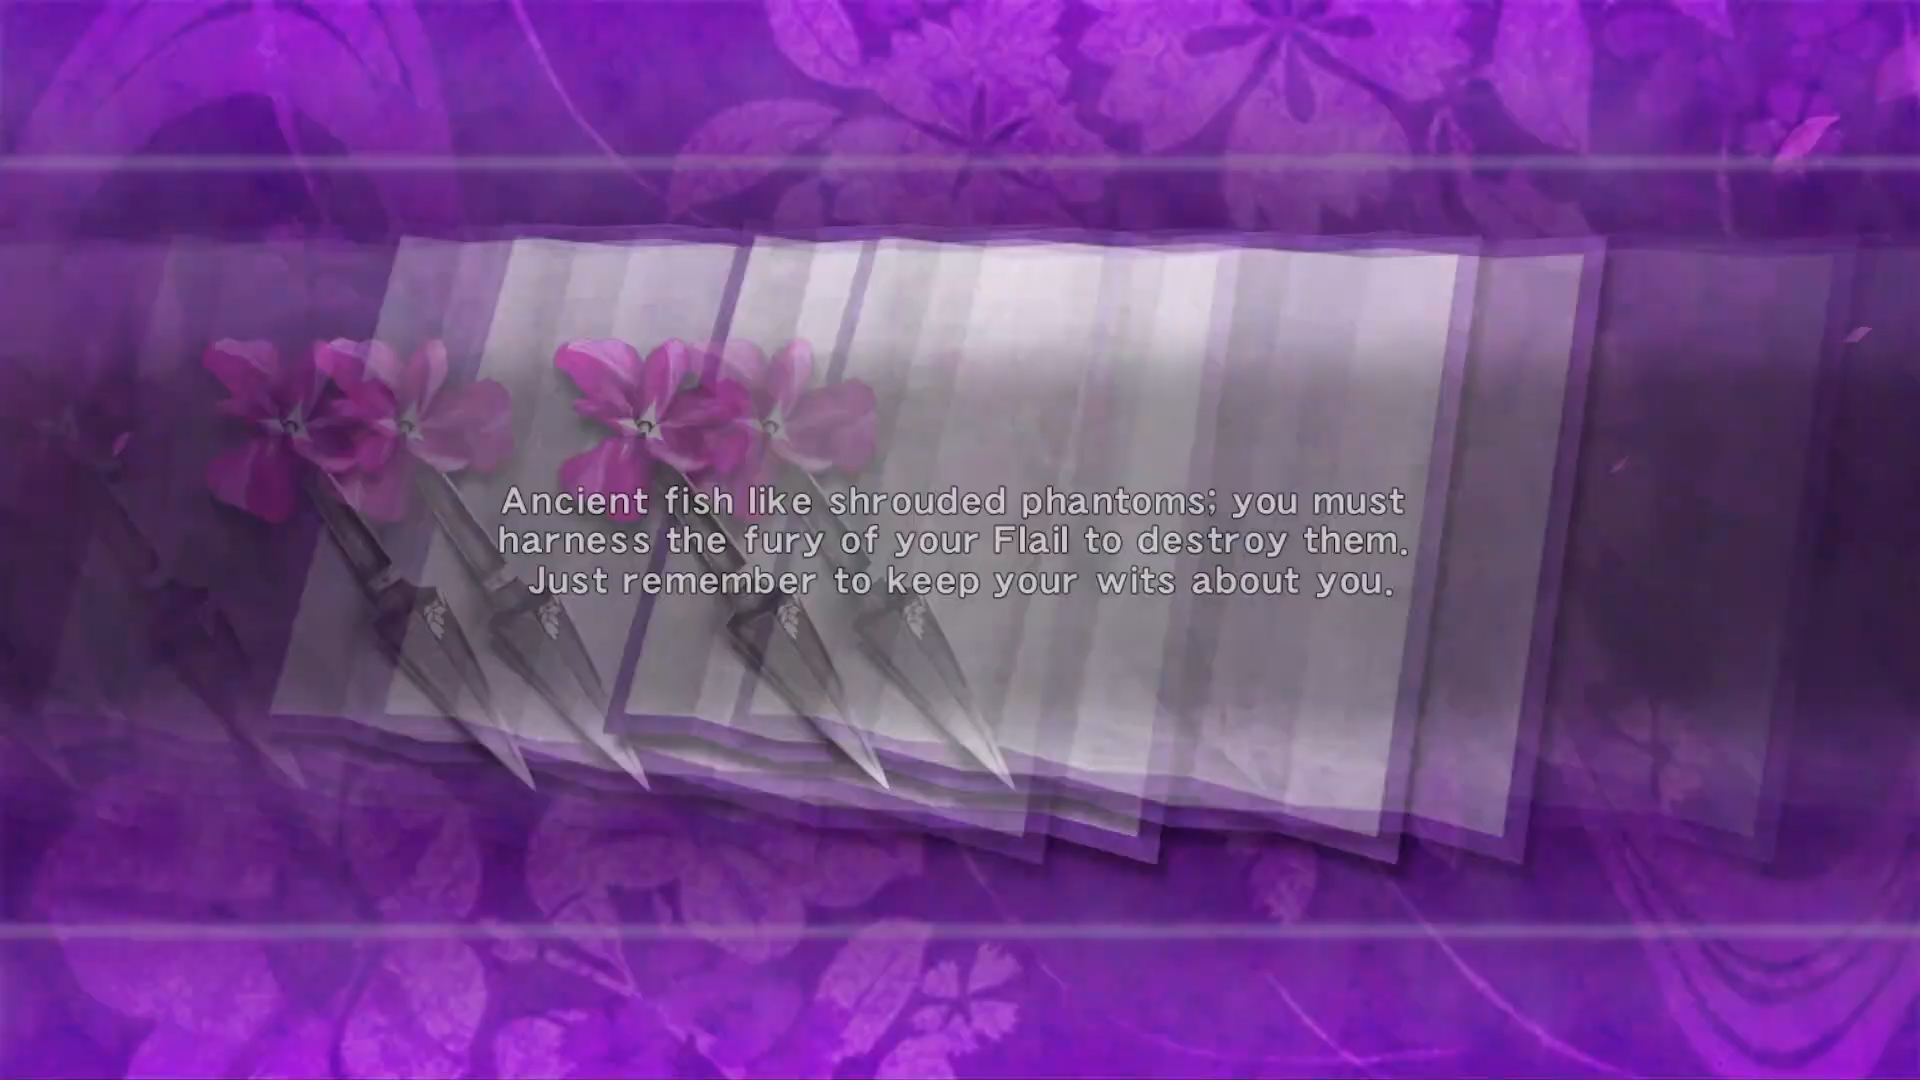 Ancient fish like shrouded phantoms; you must
harness the fury of your Flail to destroy them.
Just remember to keep your wits about you.